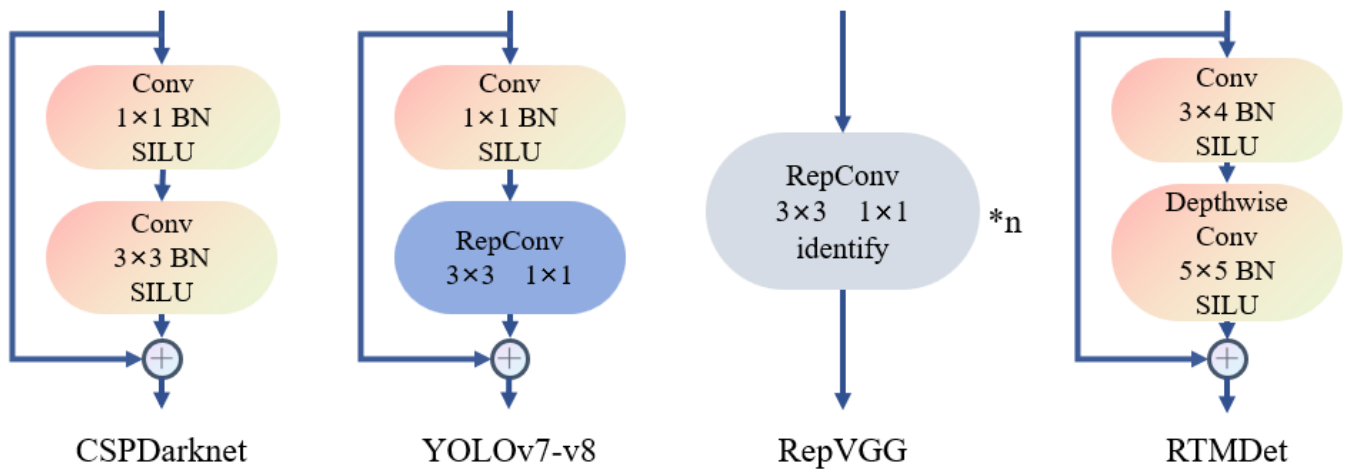 Conv
1×1 BN
SILU
Conv
3×3 BN
SILU
CSPDarknet
Conv
1×1 BN
SILU
RepConv
3×3 1×1
YOLOv7-v8
RepConv
3×3 1×1
identify
*n
RepVGG
Conv
3×4 BN
SILU
Depthwise
Conv
5×5 BN
SILU
RTMDet